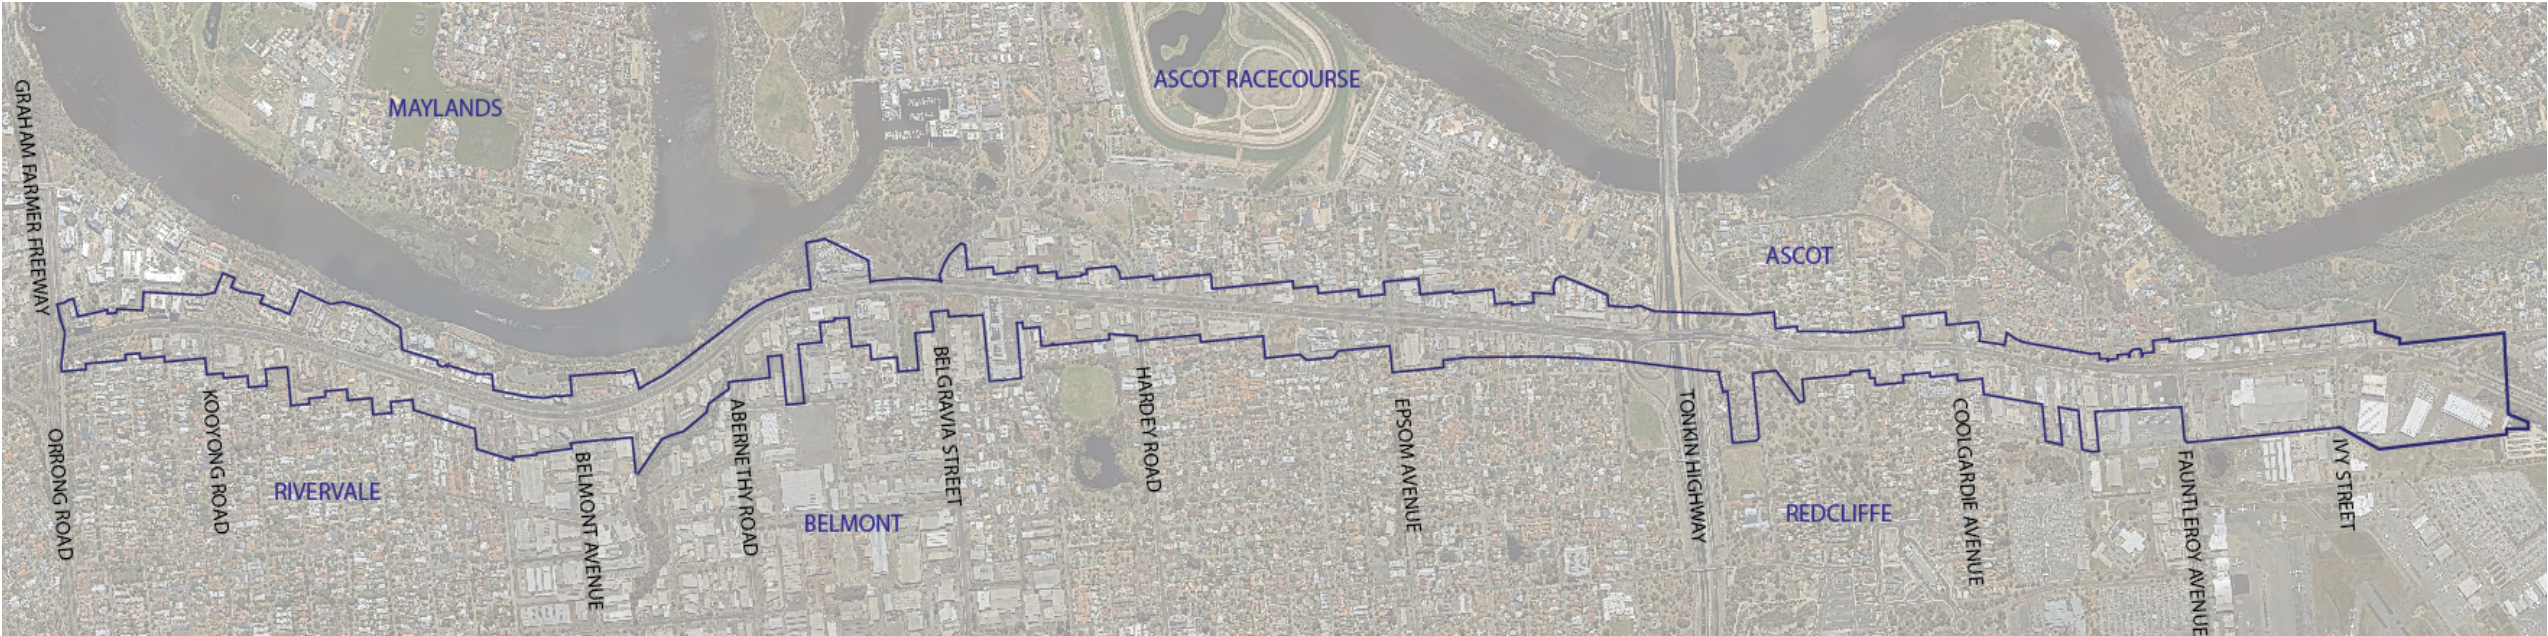 GRAHAM FARMER FREEWAY
MAYLANDS
ASCOT RACECOURSE
ASCOT
ORRONG ROAD
KOOYONG ROAD
RIVERVALE
BELMONT AVENUE
ABERNETHY ROAD
BELMONT
BELGRAVIA STREET
HARDEY ROAD
EPSOM AVENUE
TONKIN HIGHWAY
REDCLIFFE
COOLGARDIE AVENUE
FAUNTLEROY AVENUE
IVY STREET